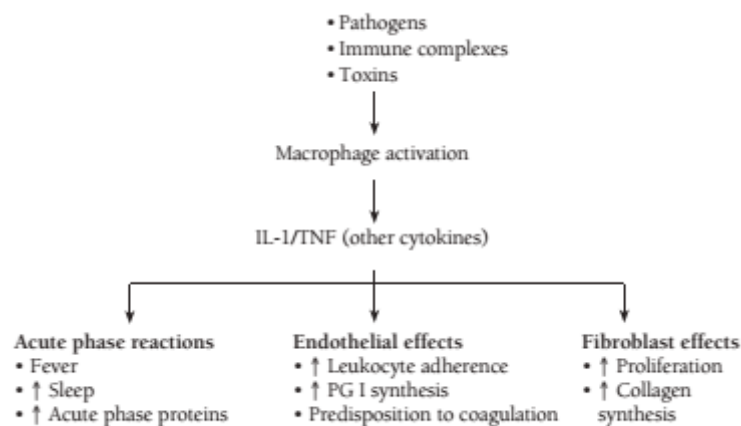 • Pathogens
• Immune complexes
• Toxins
Macrophage activation
IL-1/TNF (other cytokines)
Acute phase reactions
• Fever
• ↑ Sleep
• ↑ Acute phase proteins
Endothelial effects
• ↑ Leukocyte adherence
• ↑ PG I synthesis
• Predisposition to coagulation
Fibroblast effects
• ↑ Proliferation
• ↑ Collagen
synthesis